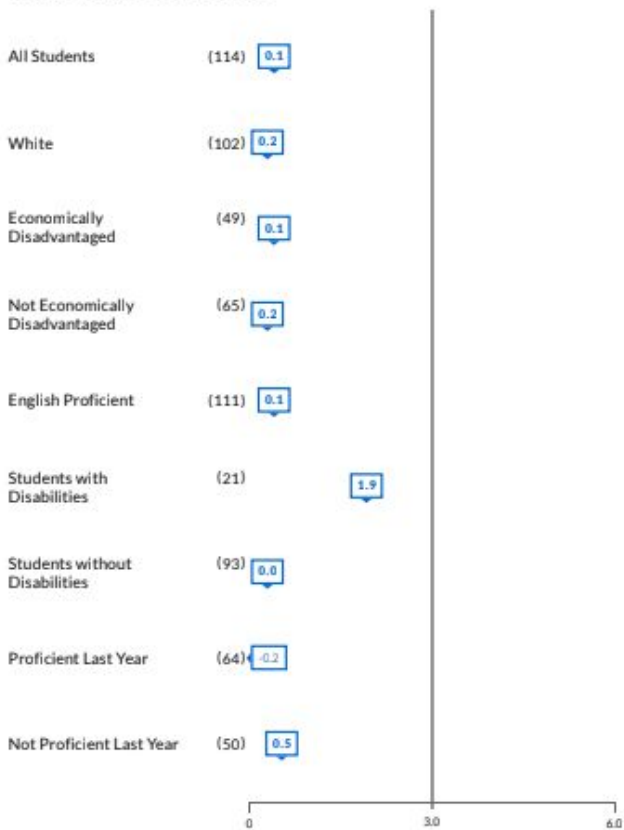 All Students (114) 0.1
White (102) 0.2
Economically (49) 0.1
Disadvantaged
Not Economically (65) 0.2
Disadvantaged
English Proficient (111) 0.1
Students with (21) 1.9
Disabilities
Students without (93) 0.0
Disabilities
Proficient Last Year (64) -0.2
Not Proficient Last Year (50) 0.5
0 3.0 6.0